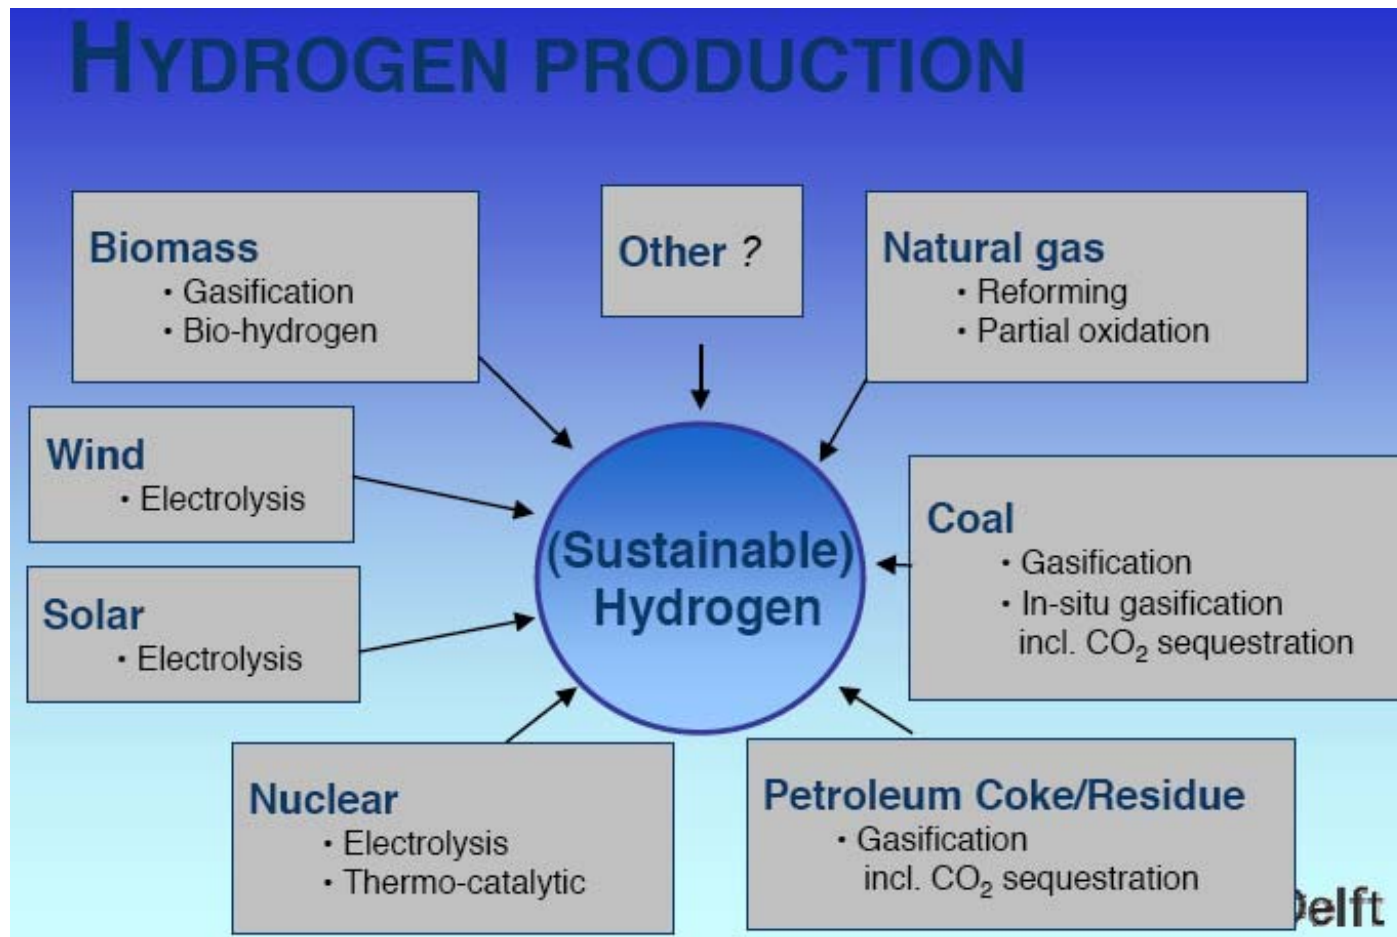 HYDROGEN PRODUCTION
Biomass
• Gasification
• Bio-hydrogen
Other ?
Natural gas
• Reforming
• Partial oxidation
Wind
• Electrolysis
Solar
• Electrolysis
(Sustainable)
Hydrogen
Coal
• Gasification
• In-situ gasification
incl. CO₂ sequestration
Nuclear
• Electrolysis
• Thermo-catalytic
Petroleum Coke/Residue
• Gasification
incl. CO₂ sequestration
Delft